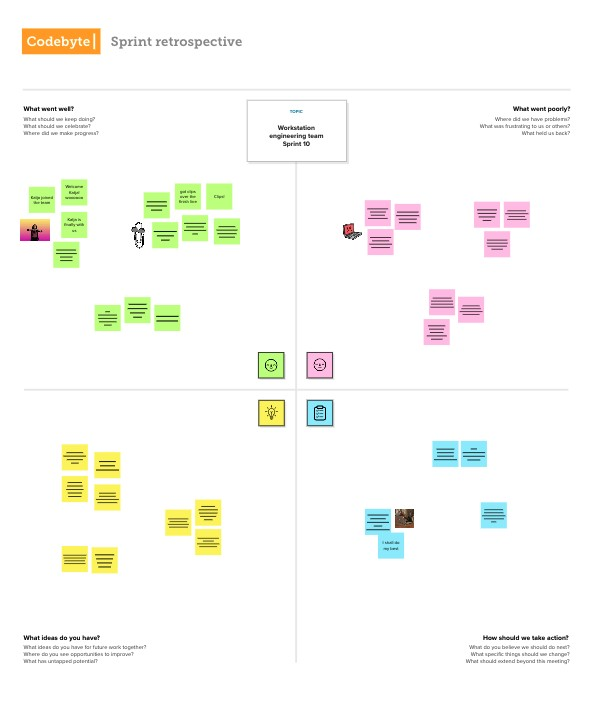 Codebyte|
Sprint retrospective
What went well?
What should we keep doing?
What should we celebrate?
Where did we make progress?
TOPIC
Workstation
engineering team
Sprint 10
What went poorly?
Where did we have problems?
What was frustrating to us or others?
What held us back?
Katja joined
the team
Welcome
Katja!
Katja is
finally with
us
got clips
over the
finish line
Clips!
I shall do
my best
What ideas do you have?
What ideas do you have for future work together?
Where do you see opportunities to improve?
What has untapped potential?
How should we take action?
What do you believe we should do next?
What specific things should we change?
What should extend beyond this meeting?